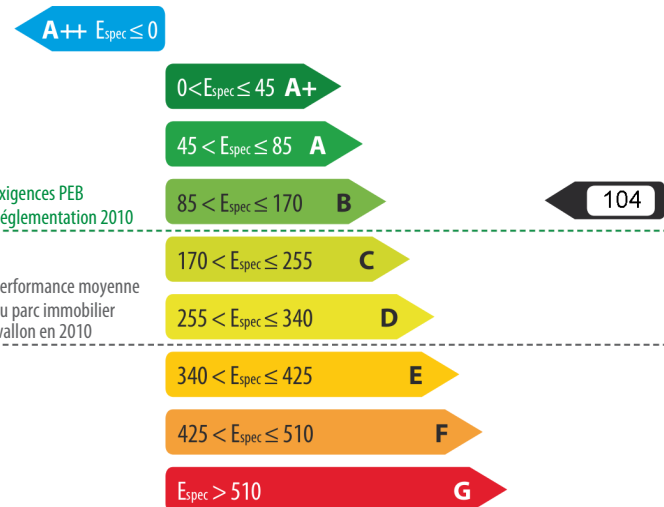 A++ Espec ≤ 0
0<Espec ≤ 45 A+
45 < Espec ≤ 85 A
xigences PEB
églementation 2010
85 < Espec ≤ 170 B
104
170 < Espec ≤ 255 C
erformance moyenne
u parc immobilier
vallon en 2010
255 < Espec ≤ 340 D
340 < Espec ≤ 425 E
425 < Espec ≤ 510 F
Espec > 510 G